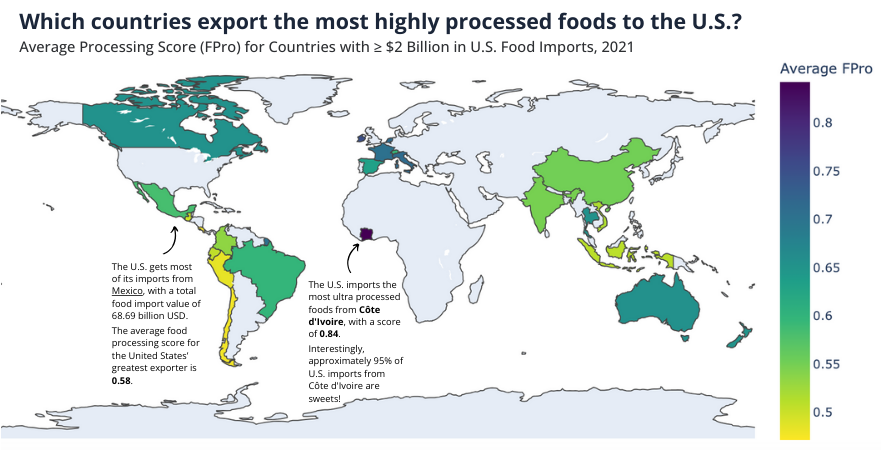 Which countries export the most highly processed foods to the U.S.?
Average Processing Score (FPro) for Countries with ≥ $2 Billion in U.S. Food Imports, 2021
Average FPro
0.8
0.75
0.7
0.65
0.6
0.55
0.5
The U.S. gets most
of its imports from
Mexico, with a total
food import value of
68.69 billion USD.
The average food
processing score for
the United States'
greatest exporter is
0.58.
The U.S. imports the
most ultra processed
foods from Côte
d'Ivoire, with a score
of 0.84.
Interestingly,
approximately 95% of
U.S. imports from
Côte d'Ivoire are
sweets!